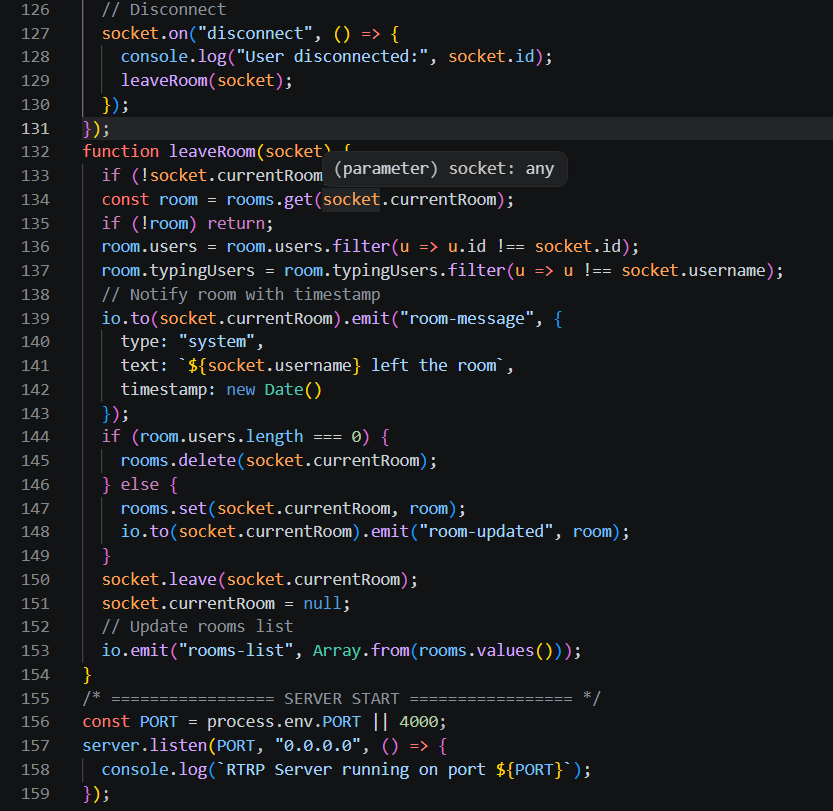 126 // Disconnect
127 socket.on("disconnect", () => {
128 console.log("User disconnected:", socket.id);
129 leaveRoom(socket);
130 });
131 });
132 function leaveRoom(socket) {
133 if (!socket.currentRoom
(parameter) socket: any
134 const room = rooms.get(socket.currentRoom);
135 if (!room) return;
136 room.users = room.users.filter(u => u.id !== socket.id);
137 room.typingUsers = room.typingUsers.filter(u => u !== socket.username);
138 // Notify room with timestamp
139 io.to(socket.currentRoom).emit("room-message", {
140 type: "system",
141 text: `${socket.username} left the room`,
142 timestamp: new Date()
143 });
144 if (room.users.length === 0) {
145 rooms.delete(socket.currentRoom);
146 } else {
147 rooms.set(socket.currentRoom, room);
148 io.to(socket.currentRoom).emit("room-updated", room);
149 }
150 socket.leave(socket.currentRoom);
151 socket.currentRoom = null;
152 // Update rooms list
153 io.emit("rooms-list", Array.from(rooms.values()));
154 }
155 /* ================= SERVER START ================= */
156 const PORT = process.env.PORT || 4000;
157 server.listen(PORT, "0.0.0.0", () => {
158 console.log(`RTRP Server running on port ${PORT}`);
159 });